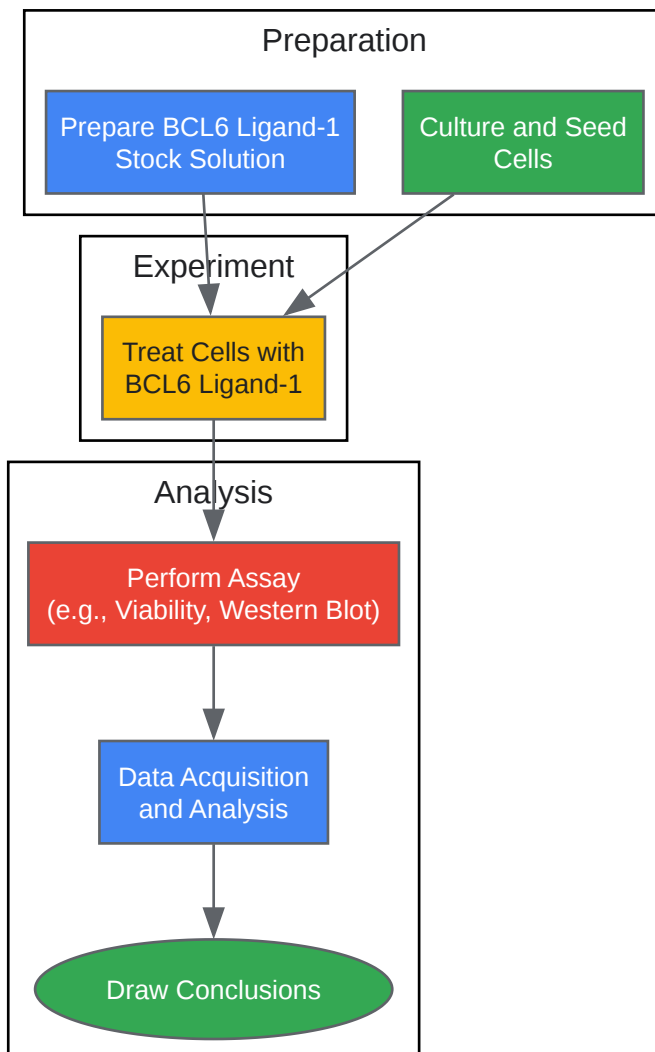 Preparation
Prepare BCL6 Ligand-1
Stock Solution
Culture and Seed
Cells
Experiment
Treat Cells with
BCL6 Ligand-1
Analysis
Perform Assay
(e.g., Viability, Western Blot)
Data Acquisition
and Analysis
Draw Conclusions